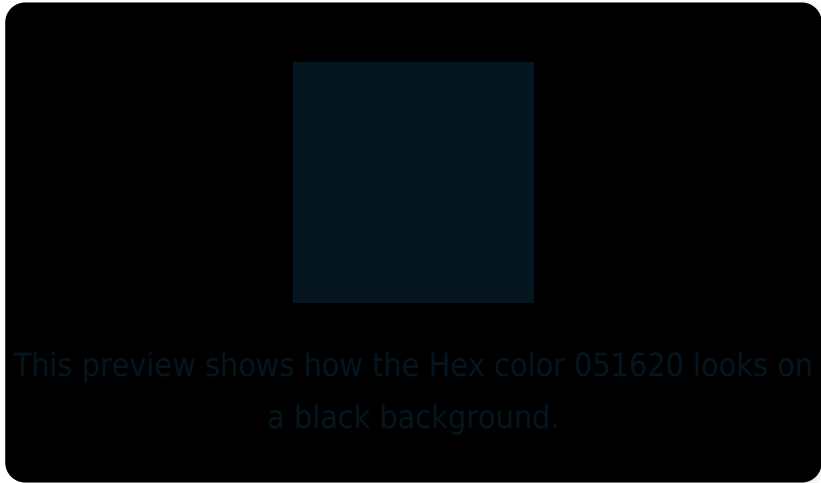 This preview shows how the Hex color 051620 looks on
a black background.